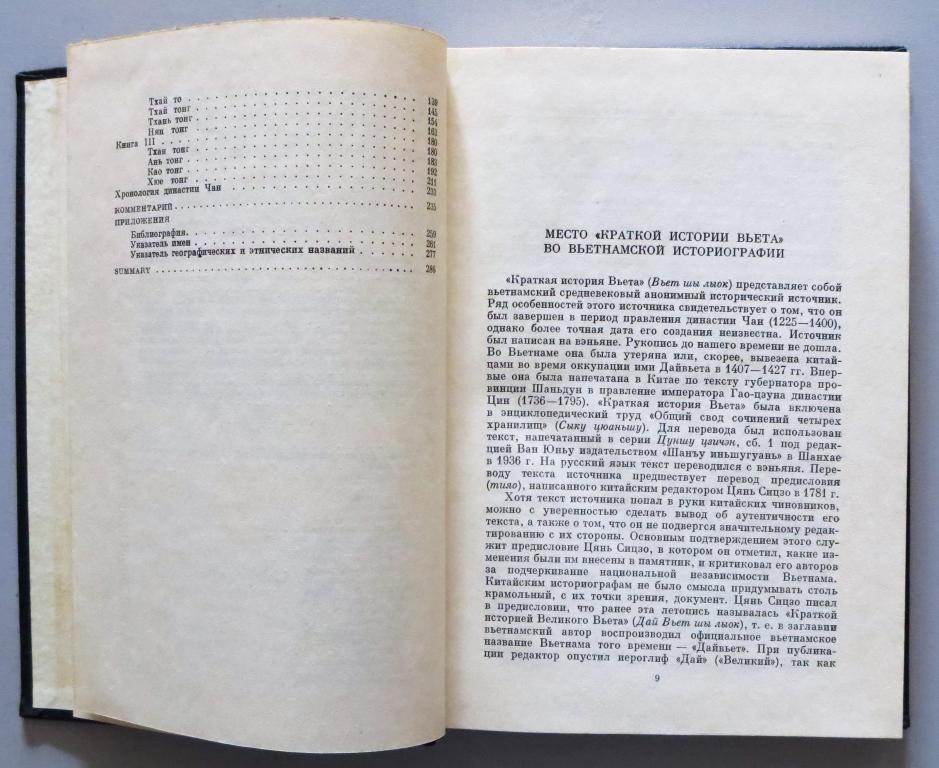 Тхай то 139
Тхай тонг 145
Тхань тонг 154
Нян тонг 163
Книга III 180
Тхан тонг 180
Ань тонг 183
Као тонг 192
Хюе тонг 211
Хронология династии Чан 231
КОММЕНТАРИЙ 235
ПРИЛОЖЕНИЯ
Библиография 259
Указатель имен 261
Указатель географических и этнических названий 277
SUMMARY 286
МЕСТО «КРАТКОЙ ИСТОРИИ ВЬЕТА»
ВО ВЬЕТНАМСКОЙ ИСТОРИОГРАФИИ
«Краткая история Вьета» (Вьет шы лыок) представляет собой
вьетнамский средневековый анонимный исторический источник.
Ряд особенностей этого источника свидетельствует о том, что он
был завершен в период правления династии Чан (1225—1400),
однако более точная дата его создания неизвестна. Источник
был написан на вэньяне. Рукопись до нашего времени не дошла.
Во Вьетнаме она была утеряна или, скорее, вывезена китай-
цами во время оккупации ими Дайвьета в 1407—1427 гг. Впер-
вые она была напечатана в Китае по тексту губернатора про-
винции Шаньдун в правление императора Гао-цзуна династии
Цин (1736—1795). «Краткая история Вьета» была включена
в энциклопедический труд «Общий свод сочинений четырех
хранилищ» (Сыку цюаньшу). Для перевода был использован
текст, напечатанный в серии Цуншу цзичэн, сб. 1 под редак-
цией Ван Юньу издательством «Шанъу иньшугуань» в Шанхае
в 1936 г. На русский язык текст переводился с вэньяня. Пере-
воду текста источника предшествует перевод предисловия
(тияо), написанного китайским редактором Цянь Сицзо в 1781 г.
Хотя текст источника попал в руки китайских чиновников,
можно с уверенностью сделать вывод об аутентичности его
текста, а также о том, что он не подвергся значительному редак-
тированию с их стороны. Основным подтверждением этого слу-
жит предисловие Цянь Сицзо, в котором он отметил, какие из-
менения были им внесены в памятник, и критиковал его авторов
за подчеркивание национальной независимости Вьетнама.
Китайским историографам не было смысла придумывать столь
крамольный, с их точки зрения, документ. Цянь Сицзо писал
в предисловии, что ранее эта летопись называлась «Краткой
историей Великого Вьета» (Дай Вьет шы лыок), т. е. в заглавии
вьетнамский автор воспроизводил официальное вьетнамское
название Вьетнама того времени — «Дайвьет». При публика-
ции редактор опустил иероглиф «Дай» («Великий»), так как
9